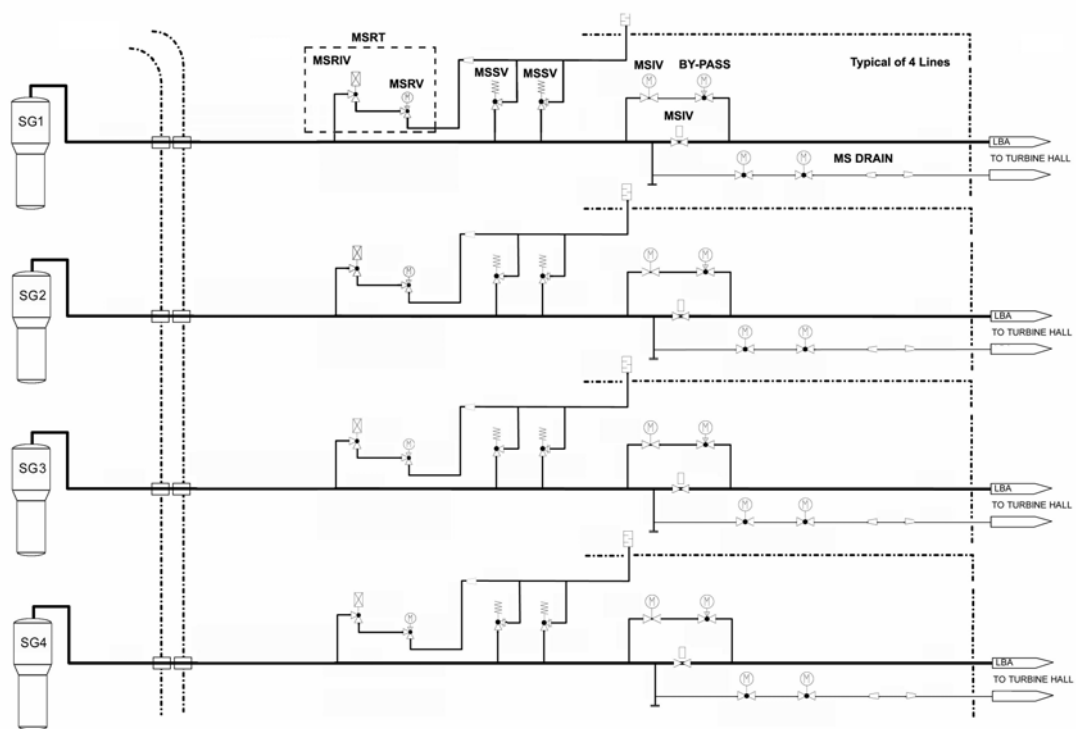 MSRT
MSRIV
MSRV
MSSV MSSV
MSIV BY-PASS
Typical of 4 Lines
M
M M
SG1
MSIV
LBA
TO TURBINE HALL
MS DRAIN
M M
M M
M
SG2
LBA
TO TURBINE HALL
M M
M M
M
SG3
LBA
TO TURBINE HALL
M M
M M
M
SG4
LBA
TO TURBINE HALL
M M